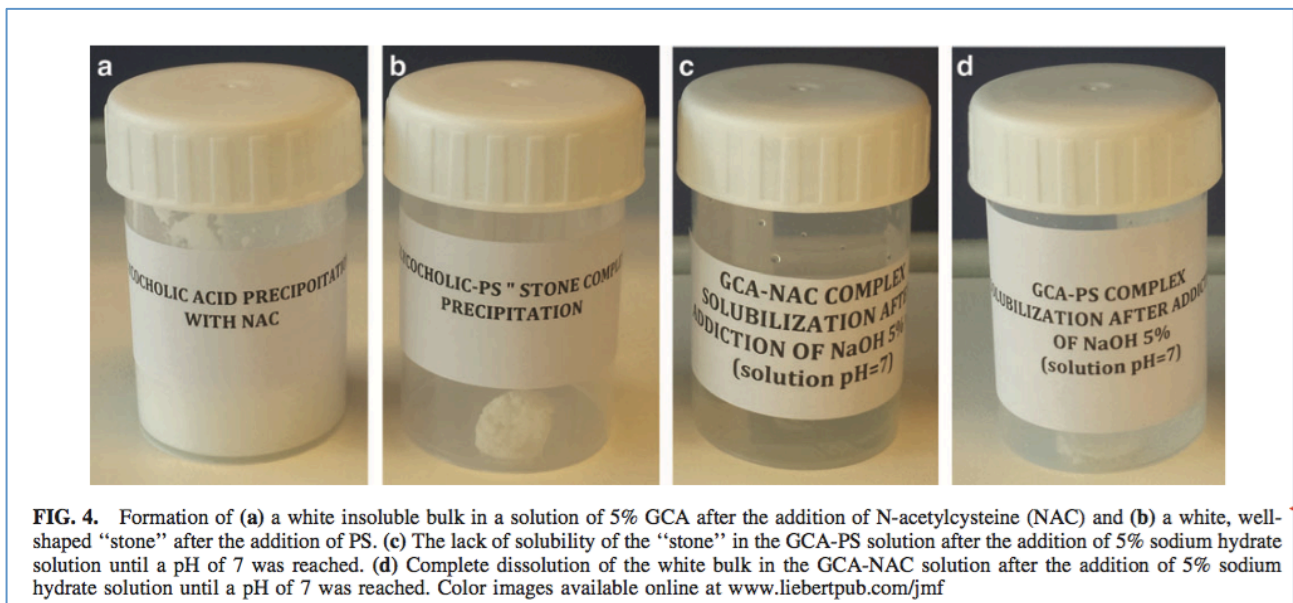 a
b
c
d
COCHOLIC ACID PRECIPOITATI
WITH NAC
COCHOLIC-PS " STONE COMPLE
PRECIPITATION
GCA-NAC COMPLEX
SOLUBILIZATION AFTE
ADDICTION OF NaOH 5%
(solution pH=7)
GCA-PS COMPLEX
OLUBILIZATION AFTER ADDIC
OF NaOH 5%
(solution pH=7)
FIG. 4. Formation of (a) a white insoluble bulk in a solution of 5% GCA after the addition of N-acetylcysteine (NAC) and (b) a white, well-
shaped ‘‘stone’’ after the addition of PS. (c) The lack of solubility of the ‘‘stone’’ in the GCA-PS solution after the addition of 5% sodium hydrate
solution until a pH of 7 was reached. (d) Complete dissolution of the white bulk in the GCA-NAC solution after the addition of 5% sodium
hydrate solution until a pH of 7 was reached. Color images available online at www.liebertpub.com/jmf